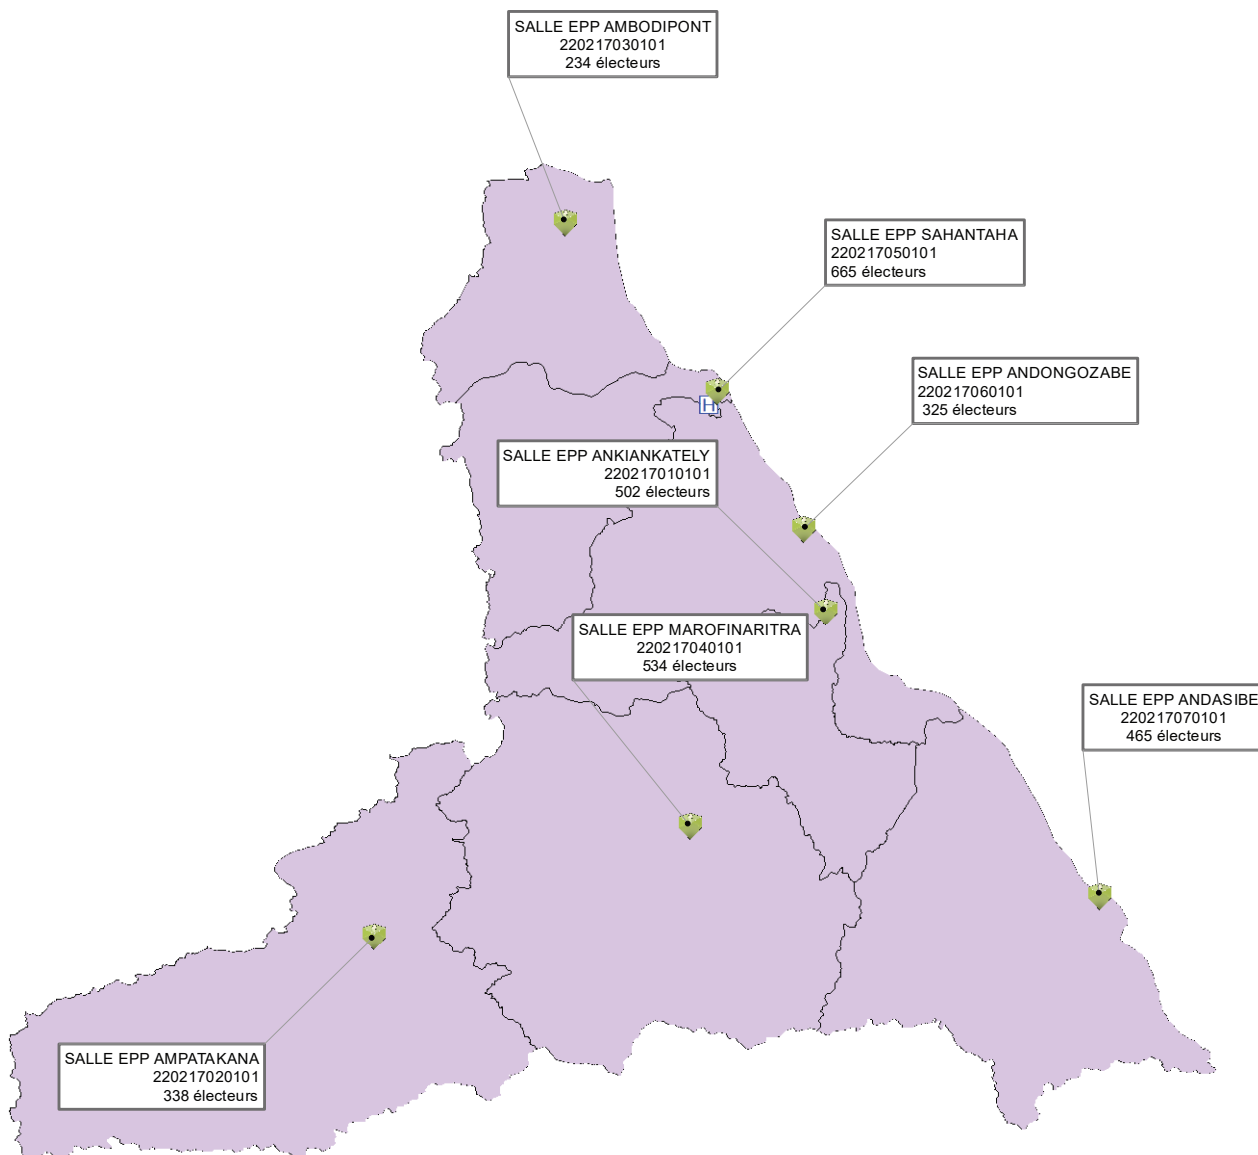 SALLE EPP AMBODIPONT
220217030101
234 électeurs
SALLE EPP SAHANTAHA
220217050101
665 électeurs
SALLE EPP ANDONGOZABE
220217060101
325 électeurs
H
SALLE EPP ANKIANKATELY
220217010101
502 électeurs
SALLE EPP MAROFINARITRA
220217040101
534 électeurs
SALLE EPP ANDASIBE
220217070101
465 électeurs
SALLE EPP AMPATAKANA
220217020101
338 électeurs